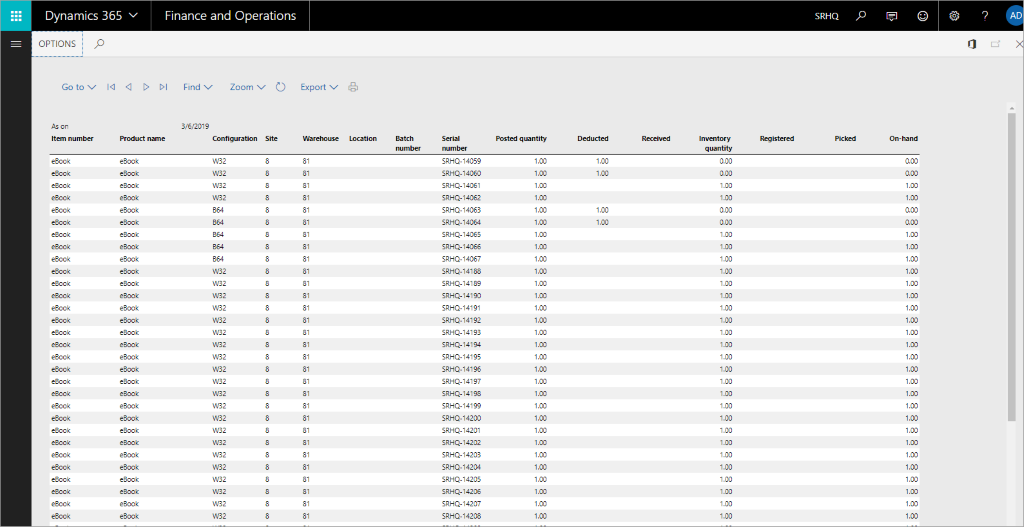 Dynamics 365 Finance and Operations SRHQ ? AD
OPTIONS
Go to Find Zoom Export
As on 3/6/2019
Item number Product name Configuration Site Warehouse Location Batch number Serial number Posted quantity Deducted Received Inventory quantity Registered Picked On-hand
eBook eBook W32 8 81 SRHQ-14059 1.00 1.00 0.00 0.00
eBook eBook W32 8 81 SRHQ-14060 1.00 1.00 0.00 0.00
eBook eBook W32 8 81 SRHQ-14061 1.00 1.00 1.00
eBook eBook W32 8 81 SRHQ-14062 1.00 1.00 1.00
eBook eBook B64 8 81 SRHQ-14063 1.00 1.00 0.00 0.00
eBook eBook B64 8 81 SRHQ-14064 1.00 1.00 0.00 0.00
eBook eBook B64 8 81 SRHQ-14065 1.00 1.00 1.00
eBook eBook B64 8 81 SRHQ-14066 1.00 1.00 1.00
eBook eBook B64 8 81 SRHQ-14067 1.00 1.00 1.00
eBook eBook W32 8 81 SRHQ-14188 1.00 1.00 1.00
eBook eBook W32 8 81 SRHQ-14189 1.00 1.00 1.00
eBook eBook W32 8 81 SRHQ-14190 1.00 1.00 1.00
eBook eBook W32 8 81 SRHQ-14191 1.00 1.00 1.00
eBook eBook W32 8 81 SRHQ-14192 1.00 1.00 1.00
eBook eBook W32 8 81 SRHQ-14193 1.00 1.00 1.00
eBook eBook W32 8 81 SRHQ-14194 1.00 1.00 1.00
eBook eBook W32 8 81 SRHQ-14195 1.00 1.00 1.00
eBook eBook W32 8 81 SRHQ-14196 1.00 1.00 1.00
eBook eBook W32 8 81 SRHQ-14197 1.00 1.00 1.00
eBook eBook W32 8 81 SRHQ-14198 1.00 1.00 1.00
eBook eBook W32 8 81 SRHQ-14199 1.00 1.00 1.00
eBook eBook W32 8 81 SRHQ-14200 1.00 1.00 1.00
eBook eBook W32 8 81 SRHQ-14201 1.00 1.00 1.00
eBook eBook W32 8 81 SRHQ-14202 1.00 1.00 1.00
eBook eBook W32 8 81 SRHQ-14203 1.00 1.00 1.00
eBook eBook W32 8 81 SRHQ-14204 1.00 1.00 1.00
eBook eBook W32 8 81 SRHQ-14205 1.00 1.00 1.00
eBook eBook W32 8 81 SRHQ-14206 1.00 1.00 1.00
eBook eBook W32 8 81 SRHQ-14207 1.00 1.00 1.00
eBook eBook W32 8 81 SRHQ-14208 1.00 1.00 1.00